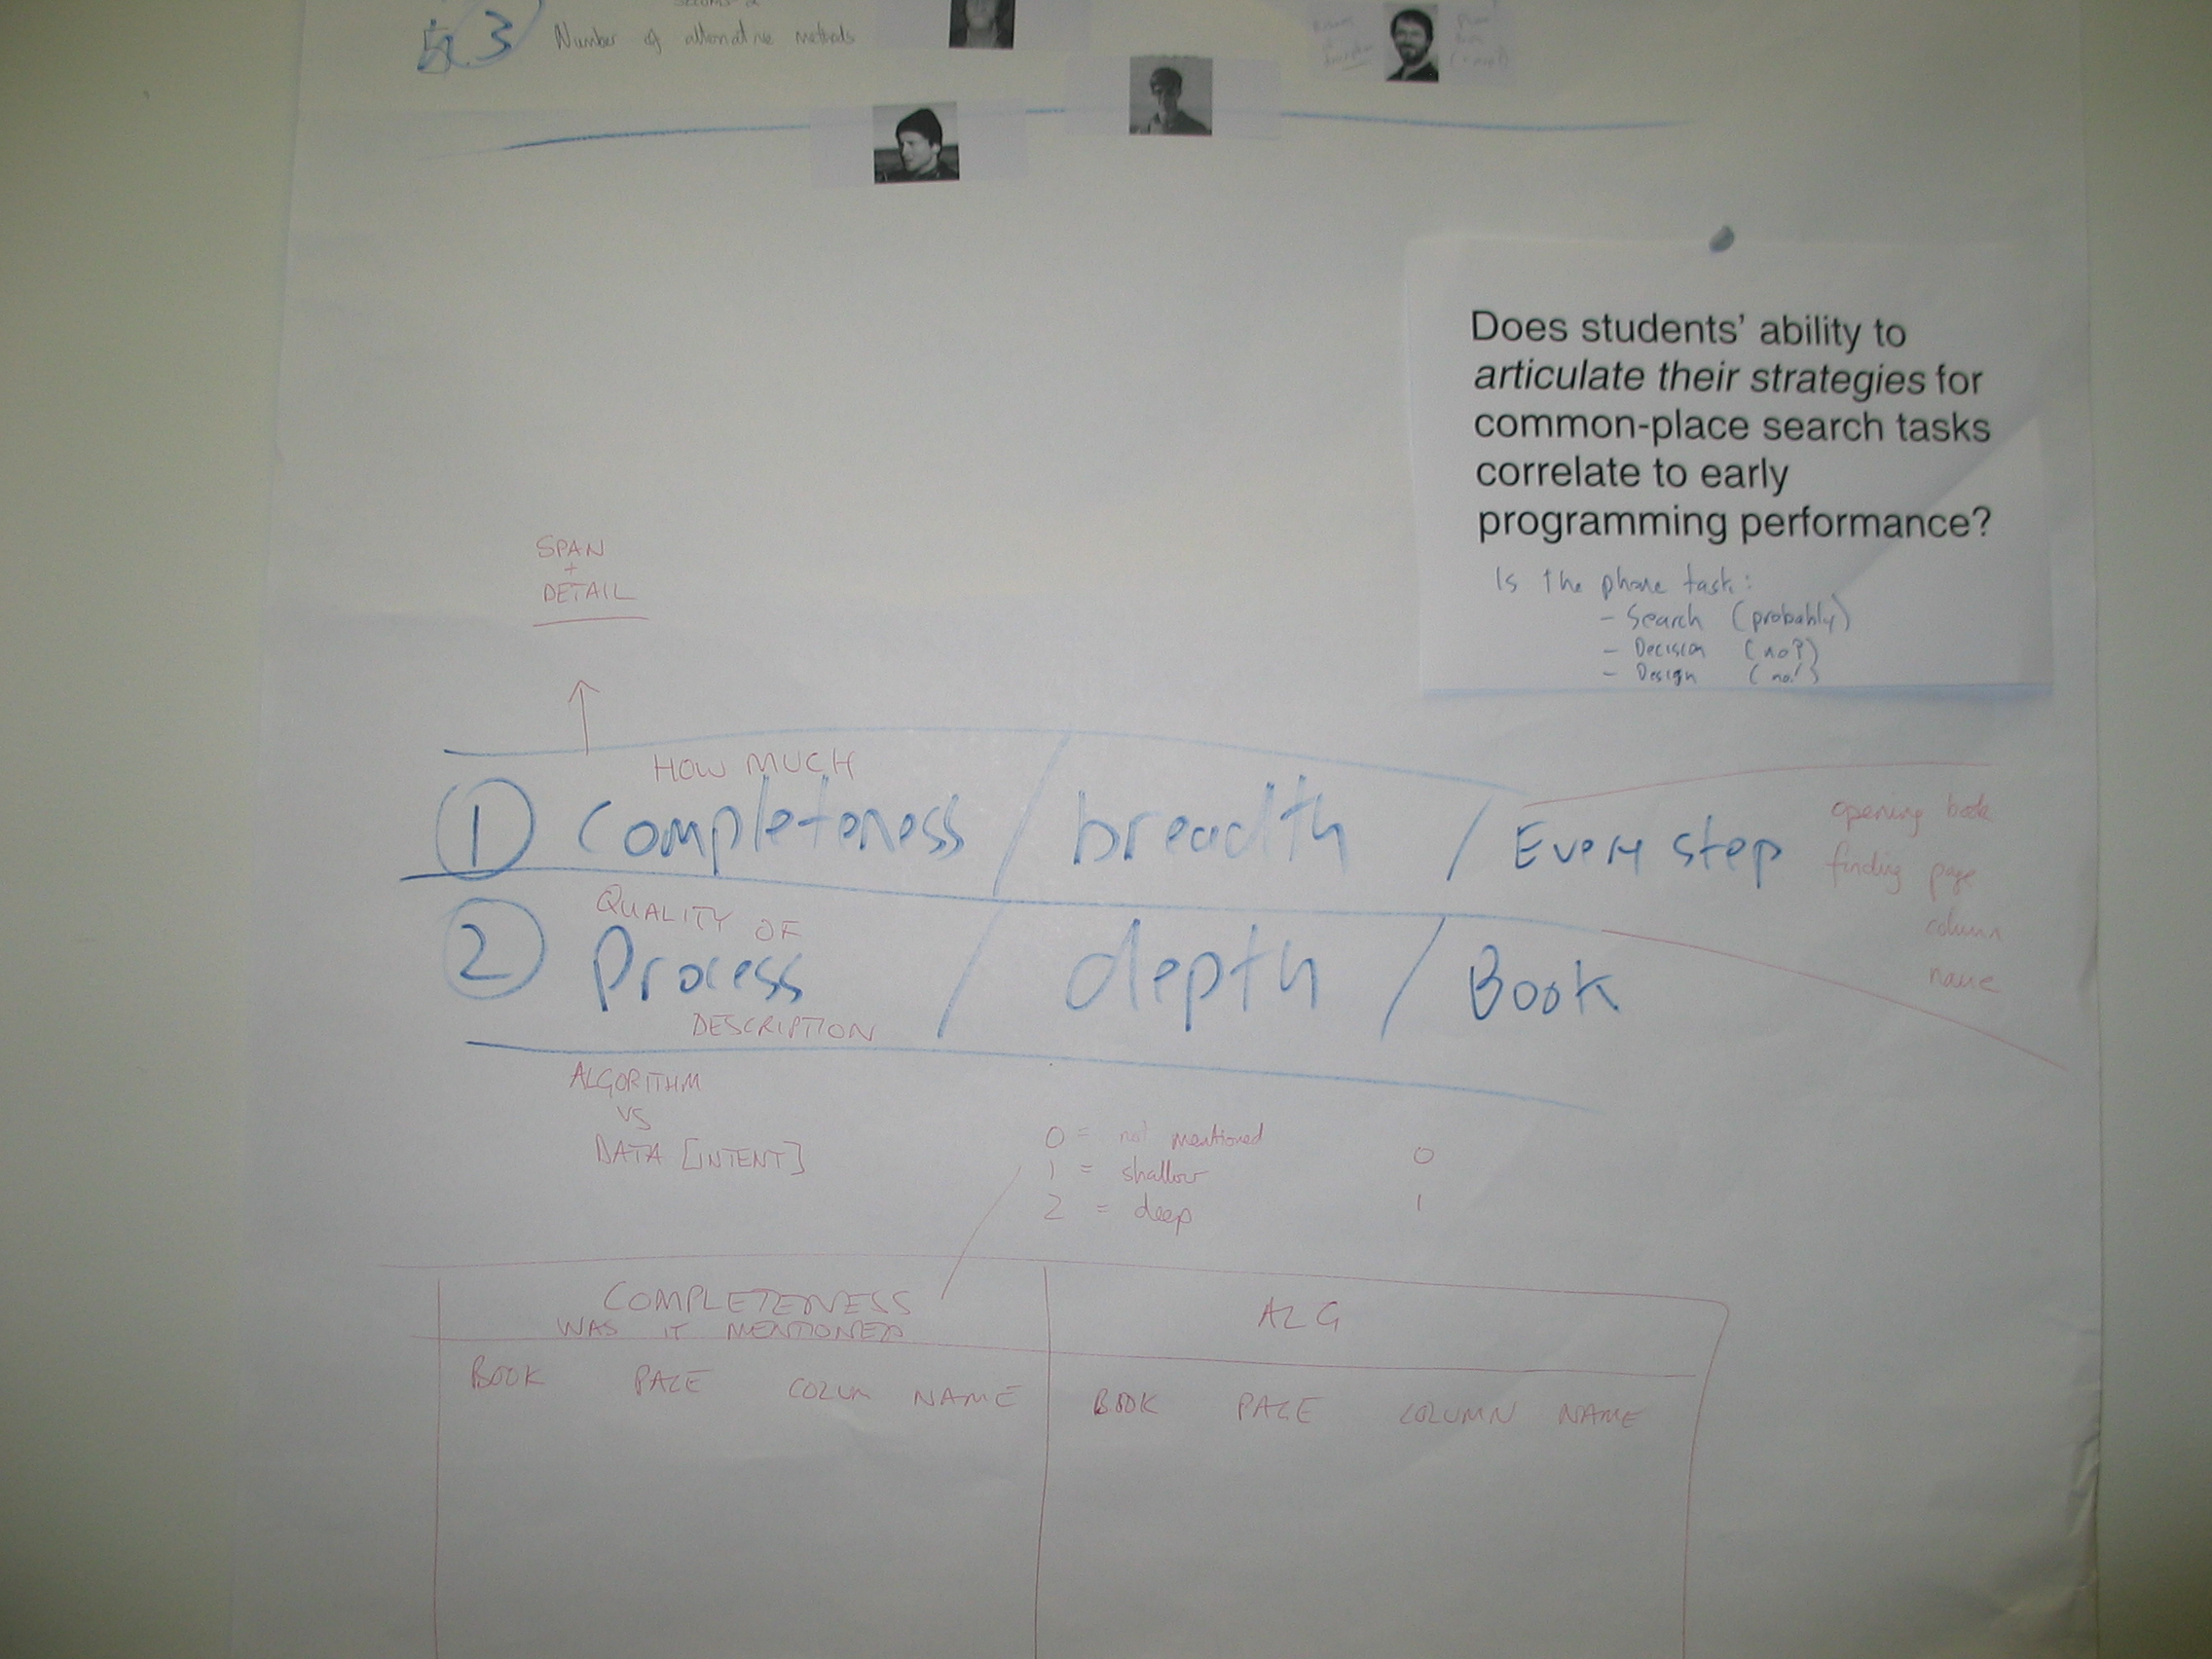 3 Number of alternative methods
Does students' ability to
articulate their strategies for
common-place search tasks
correlate to early
programming performance?
Is the phone task:
- Search (probably)
- Decision (no?)
- Design (no!)
SPAN
+
DETAIL
HOW MUCH
1 Completeness / breadth / Every step
opening book
finding page
column
name
QUALITY OF
2 Process / depth / Book
DESCRIPTION
ALGORITHM
VS
DATA [INTENT]
0 = not mentioned 0
1 = shallow
2 = deep 1
COMPLETENESS ALG
WAS IT MENTIONED
BOOK PAGE COLUM NAME BOOK PAGE COLUMN NAME